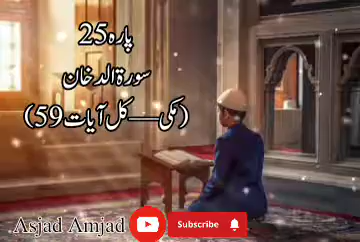 پارہ 25
سورۃ الدخان
(مکی — کل آیات 59)
Asjad Amjad
Subscribe